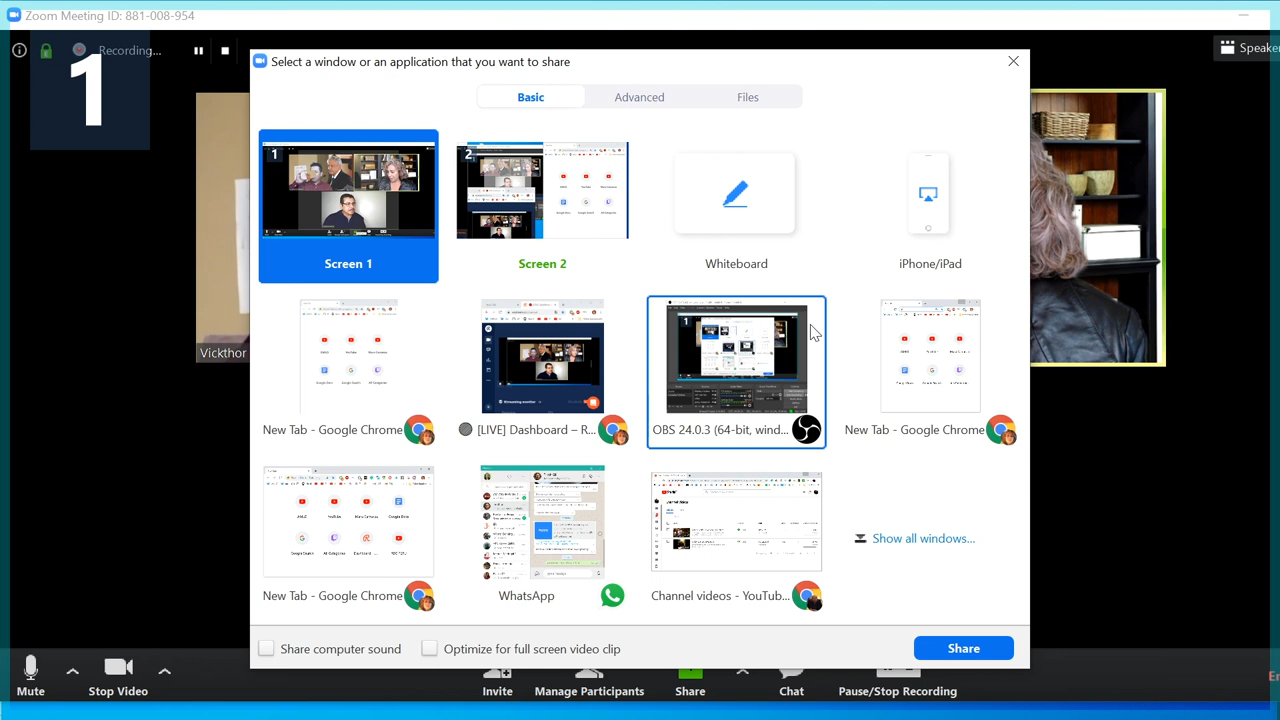 Zoom Meeting ID: 881-008-954
1
Recording...
Speaker
Select a window or an application that you want to share
Basic
Advanced
Files
1
2
Screen 1
Screen 2
Whiteboard
iPhone/iPad
New Tab - Google Chrome
[LIVE] Dashboard – R...
OBS 24.0.3 (64-bit, wind...
New Tab - Google Chrome
New Tab - Google Chrome
WhatsApp
Channel videos - YouTub...
Show all windows...
Vickthor
Share computer sound
Optimize for full screen video clip
Share
Mute
Stop Video
Invite
Manage Participants
Share
Chat
Pause/Stop Recording